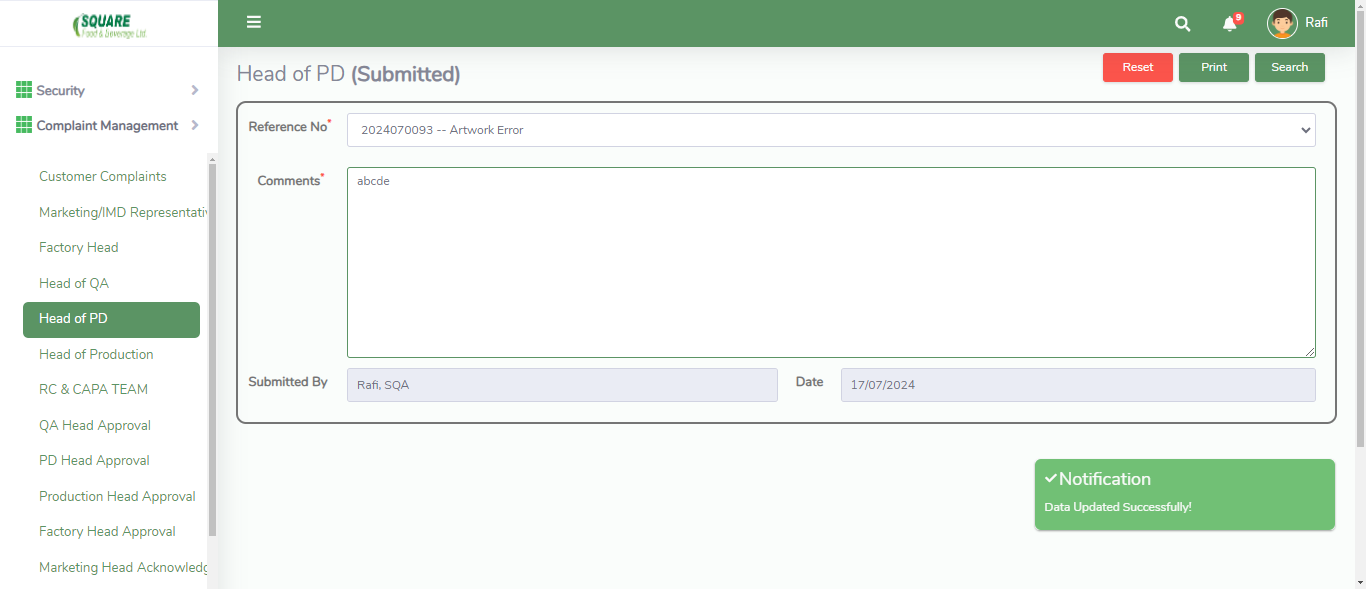 SQUARE
Food & Beverage Ltd.
9
Rafi
Security
Complaint Management
Customer Complaints
Marketing/IMD Representativ
Factory Head
Head of QA
Head of PD
Head of Production
RC & CAPA TEAM
QA Head Approval
PD Head Approval
Production Head Approval
Factory Head Approval
Marketing Head Acknowledg
Head of PD (Submitted)
Reset Print Search
Reference No* 2024070093 -- Artwork Error
Comments* abcde
Submitted By Rafi, SQA Date 17/07/2024
Notification
Data Updated Successfully!